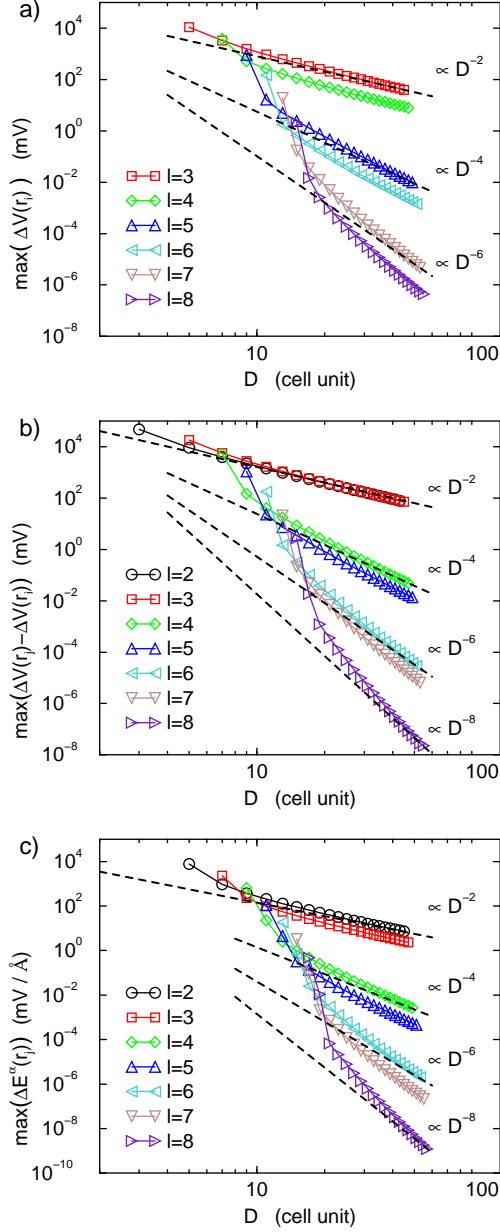 a)
10^4
10^2
10^0
10^−2
10^−4
10^−6
10^−8
max( ΔV(r_i) ) (mV)
l=3
l=4
l=5
l=6
l=7
l=8
∝ D^−2
∝ D^−4
∝ D^−6
10
100
D (cell unit)
b)
10^4
10^2
10^0
10^−2
10^−4
10^−6
10^−8
max(ΔV(r_j)−ΔV(r_i)) (mV)
l=2
l=3
l=4
l=5
l=6
l=7
l=8
∝ D^−2
∝ D^−4
∝ D^−6
∝ D^−8
10
100
D (cell unit)
c)
10^4
10^2
10^0
10^−2
10^−4
10^−6
10^−8
10^−10
max(ΔE^α(r_j)) (mV / Å)
l=2
l=3
l=4
l=5
l=6
l=7
l=8
∝ D^−2
∝ D^−4
∝ D^−6
∝ D^−8
10
100
D (cell unit)